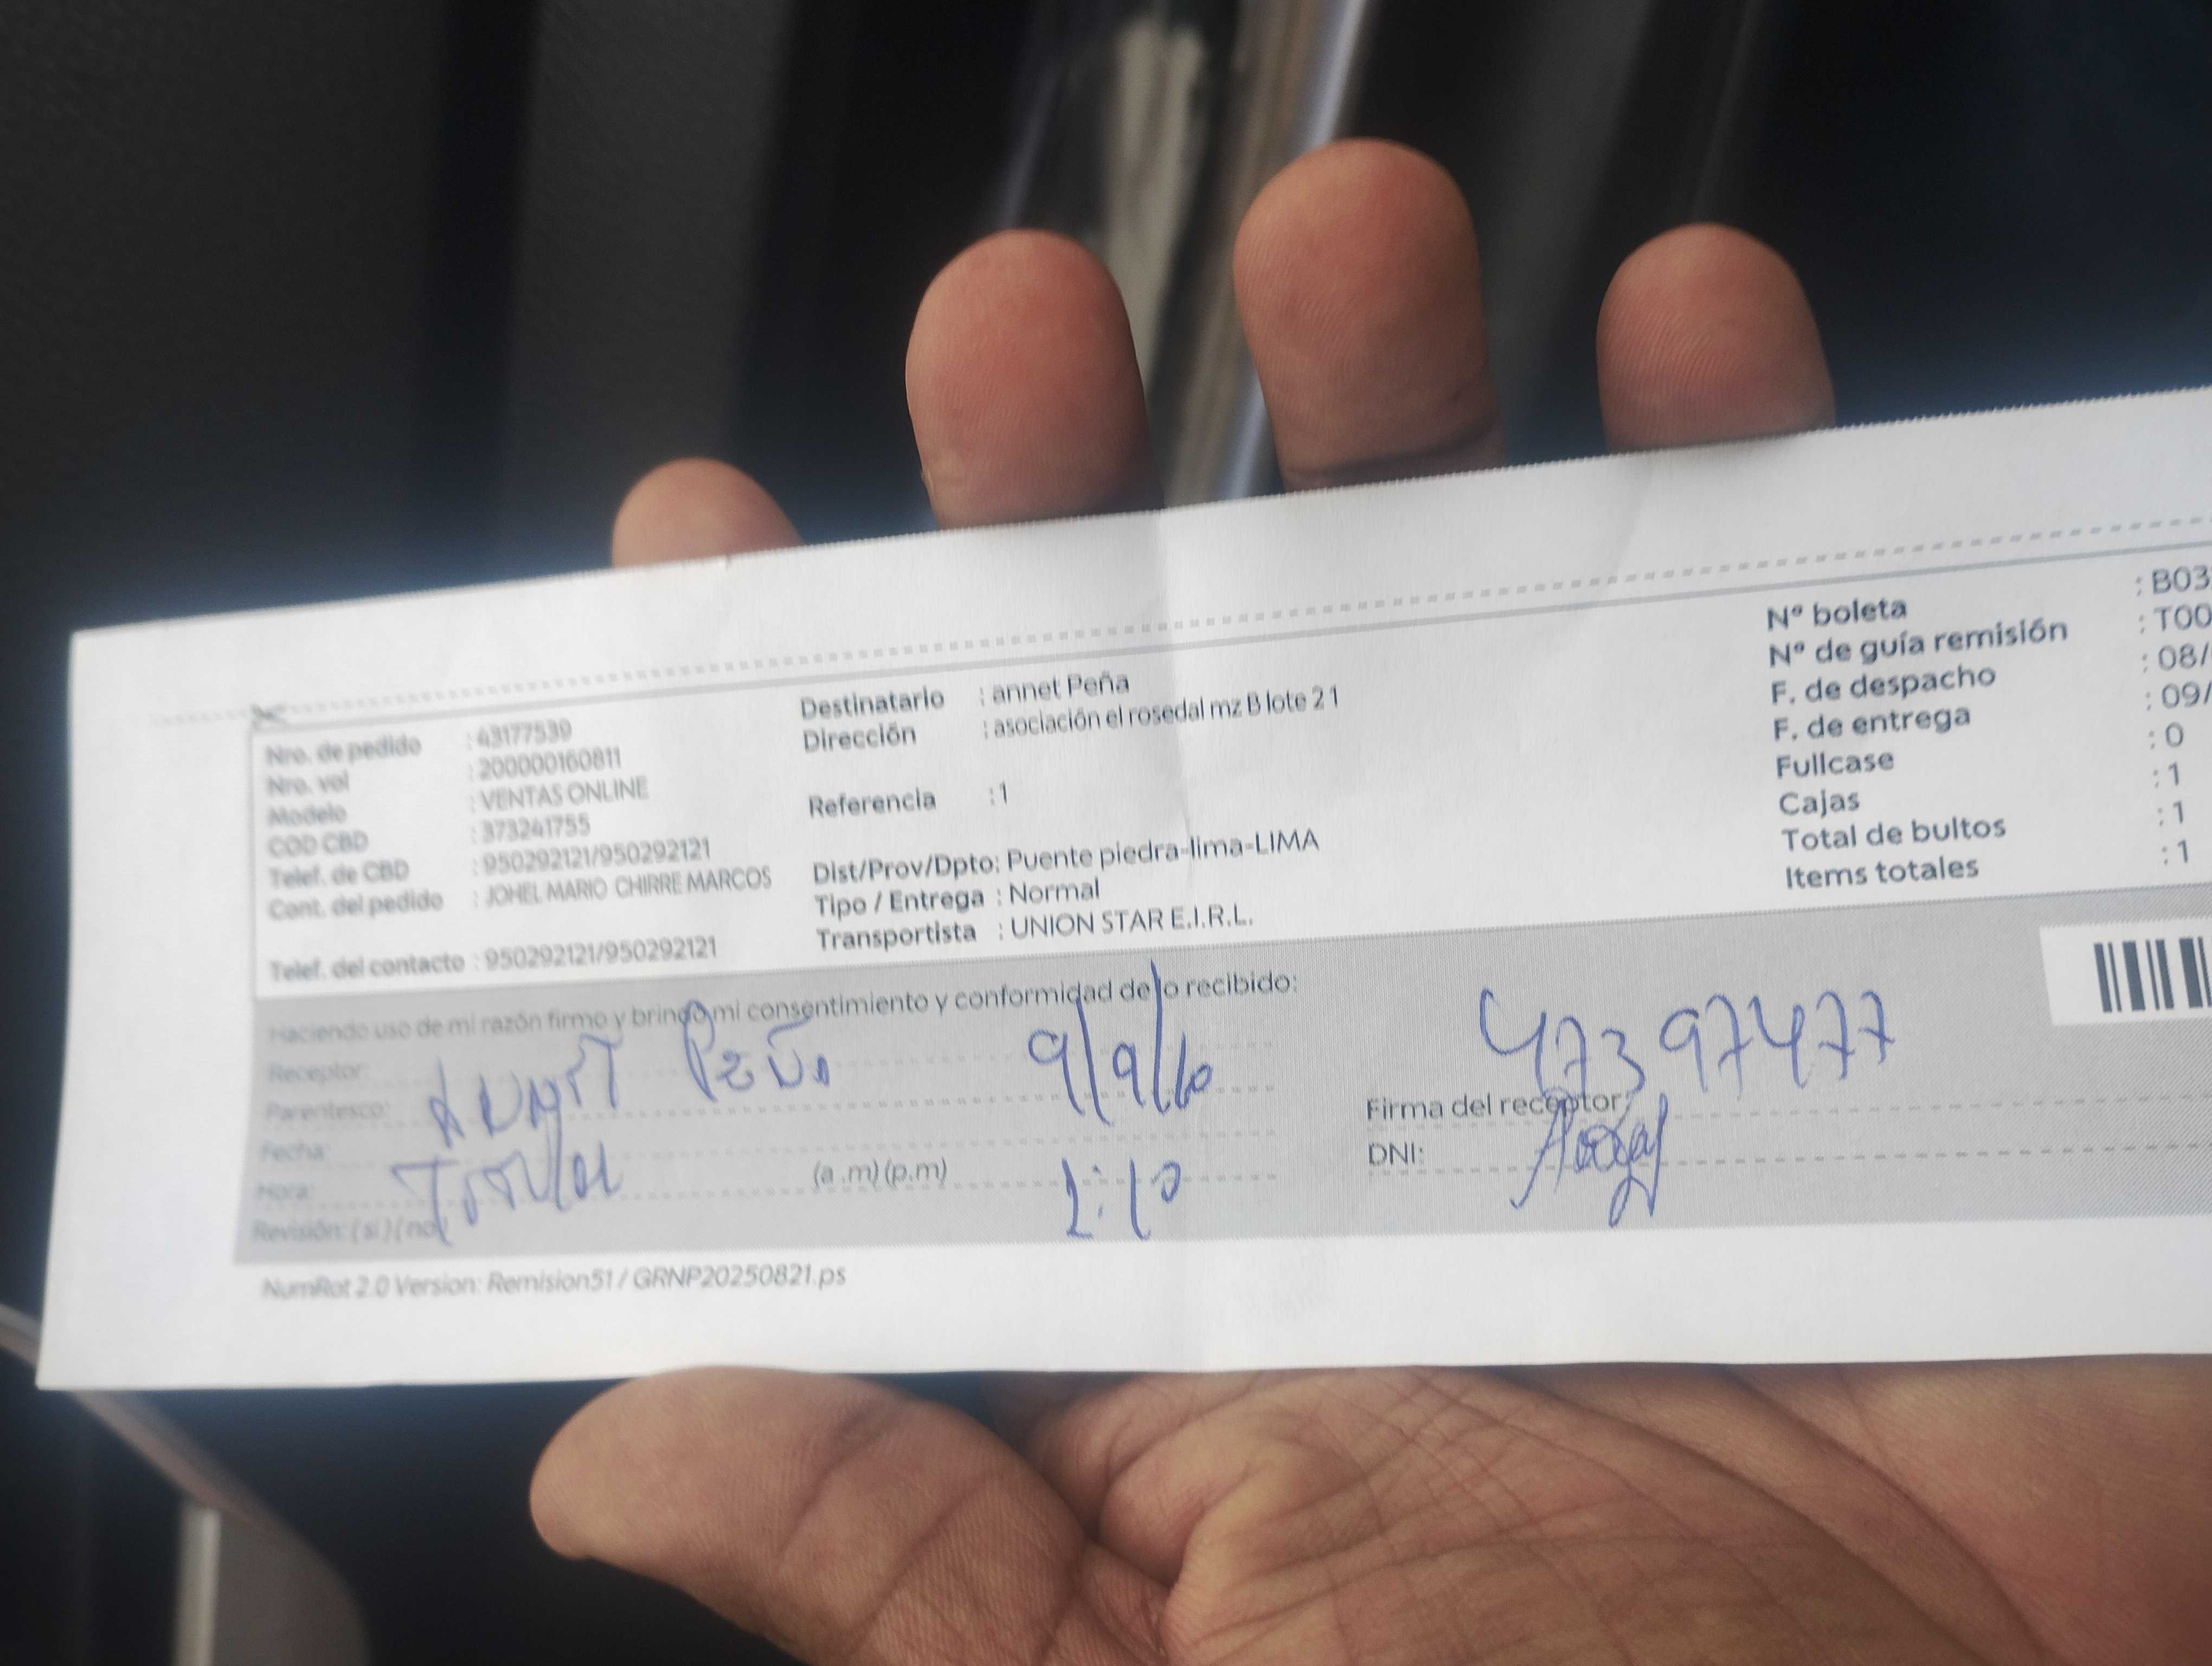 Nro. de pedido : 43177539
Nro. vol : 200000160811
Modelo : VENTAS ONLINE
COD CBD : 373241755
Telef. de CBD : 950292121/950292121
Cont. del pedido : JOHEL MARIO CHIRRE MARCOS
Telef. del contacto : 950292121/950292121
Destinatario : annet Peña
Dirección : asociación el rosedal mz B lote 21
Referencia : 1
Dist/Prov/Dpto: Puente piedra-lima-LIMA
Tipo / Entrega : Normal
Transportista : UNION STAR E.I.R.L.
Nº boleta : B03
Nº de guía remisión : T00
F. de despacho : 08/
F. de entrega : 09/
Fullcase : 0
Cajas : 1
Total de bultos : 1
Items totales : 1
Haciendo uso de mi razón firmo y brindo mi consentimiento y conformidad de lo recibido:
Receptor:
Peña
Parentesco:
Fecha:
Hora: (a .m) (p.m)
Revisión: ( si ) ( no
47397477
Firma del receptor:
DNI:
NumRot 2.0 Version: Remision51 / GRNP20250821.ps